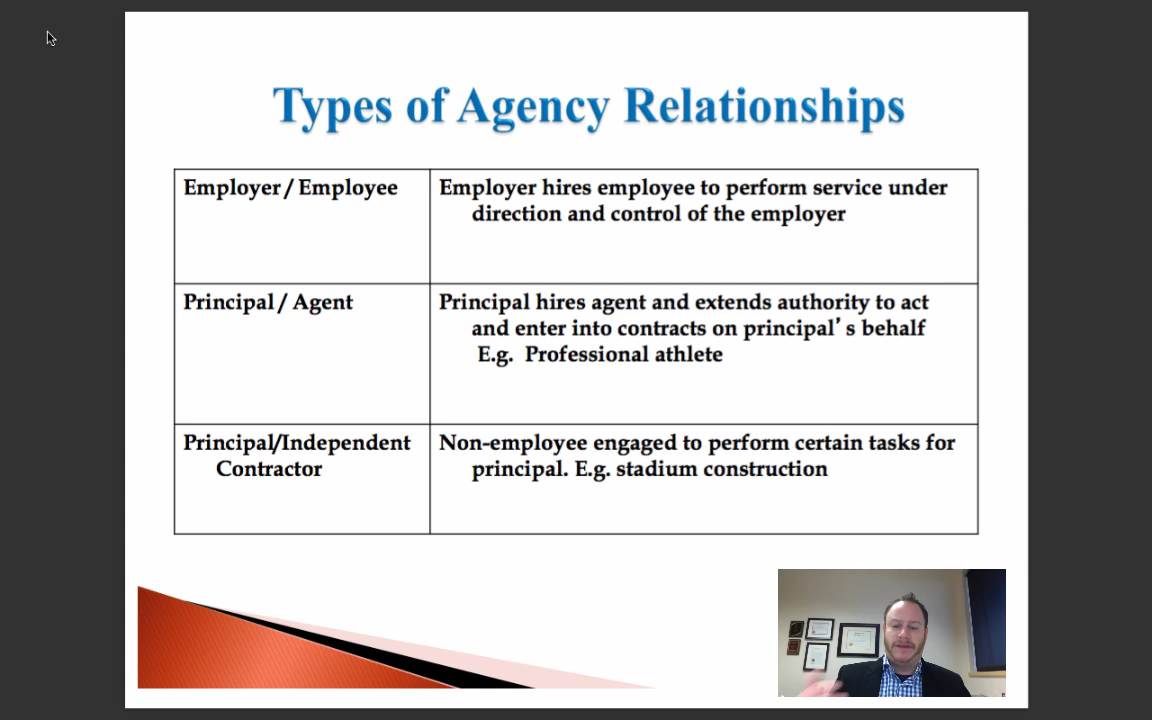 Types of Agency Relationships
Employer / Employee
Employer hires employee to perform service under
direction and control of the employer
Principal / Agent
Principal hires agent and extends authority to act
and enter into contracts on principal’s behalf
E.g. Professional athlete
Principal/Independent
Contractor
Non-employee engaged to perform certain tasks for
principal. E.g. stadium construction